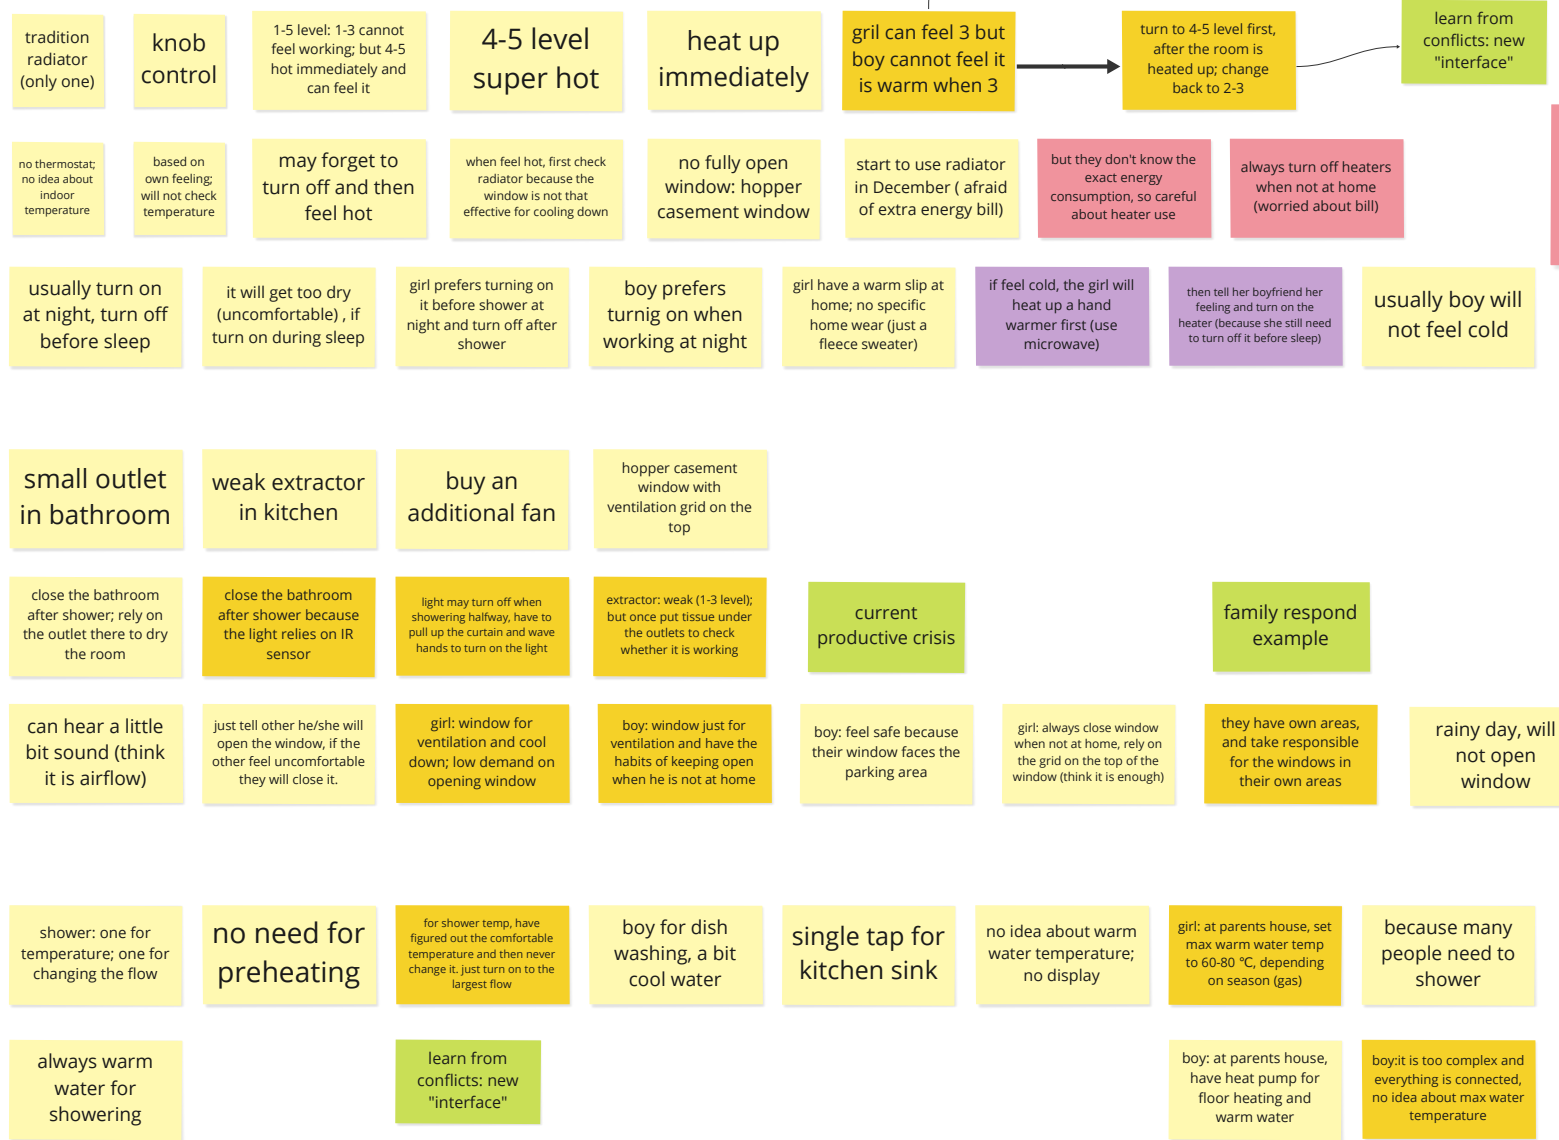 tradition
radiator
(only one)
knob
control
1-5 level: 1-3 cannot
feel working; but 4-5
hot immediately and
can feel it
4-5 level
super hot
heat up
immediately
gril can feel 3 but
boy cannot feel it
is warm when 3
turn to 4-5 level first,
after the room is
heated up; change
back to 2-3
learn from
conflicts: new
"interface"
no thermostat;
no idea about
indoor
temperature
based on
own feeling;
will not check
temperature
may forget to
turn off and then
feel hot
when feel hot, first check
radiator because the
window is not that
effective for cooling down
no fully open
window: hopper
casement window
start to use radiator
in December ( afraid
of extra energy bill)
but they don't know the
exact energy
consumption, so careful
about heater use
always turn off heaters
when not at home
(worried about bill)
usually turn on
at night, turn off
before sleep
it will get too dry
(uncomfortable) , if
turn on during sleep
girl prefers turning on
it before shower at
night and turn off after
shower
boy prefers
turnig on when
working at night
girl have a warm slip at
home; no specific
home wear (just a
fleece sweater)
if feel cold, the girl will
heat up a hand
warmer first (use
microwave)
then tell her boyfriend her
feeling and turn on the
heater (because she still need
to turn off it before sleep)
usually boy will
not feel cold
small outlet
in bathroom
weak extractor
in kitchen
buy an
additional fan
hopper casement
window with
ventilation grid on the
top
close the bathroom
after shower; rely on
the outlet there to dry
the room
close the bathroom
after shower because
the light relies on IR
sensor
light may turn off when
showering halfway, have to
pull up the curtain and wave
hands to turn on the light
extractor: weak (1-3 level);
but once put tissue under
the outlets to check
whether it is working
current
productive crisis
family respond
example
can hear a little
bit sound (think
it is airflow)
just tell other he/she will
open the window, if the
other feel uncomfortable
they will close it.
girl: window for
ventilation and cool
down; low demand on
opening window
boy: window just for
ventilation and have the
habits of keeping open
when he is not at home
boy: feel safe because
their window faces the
parking area
girl: always close window
when not at home, rely on
the grid on the top of the
window (think it is enough)
they have own areas,
and take responsible
for the windows in
their own areas
rainy day, will
not open
window
shower: one for
temperature; one for
changing the flow
no need for
preheating
for shower temp, have
figured out the comfortable
temperature and then never
change it. just turn on to the
largest flow
boy for dish
washing, a bit
cool water
single tap for
kitchen sink
no idea about warm
water temperature;
no display
girl: at parents house, set
max warm water temp
to 60-80 ℃, depending
on season (gas)
because many
people need to
shower
always warm
water for
showering
learn from
conflicts: new
"interface"
boy: at parents house,
have heat pump for
floor heating and
warm water
boy:it is too complex and
everything is connected,
no idea about max water
temperature